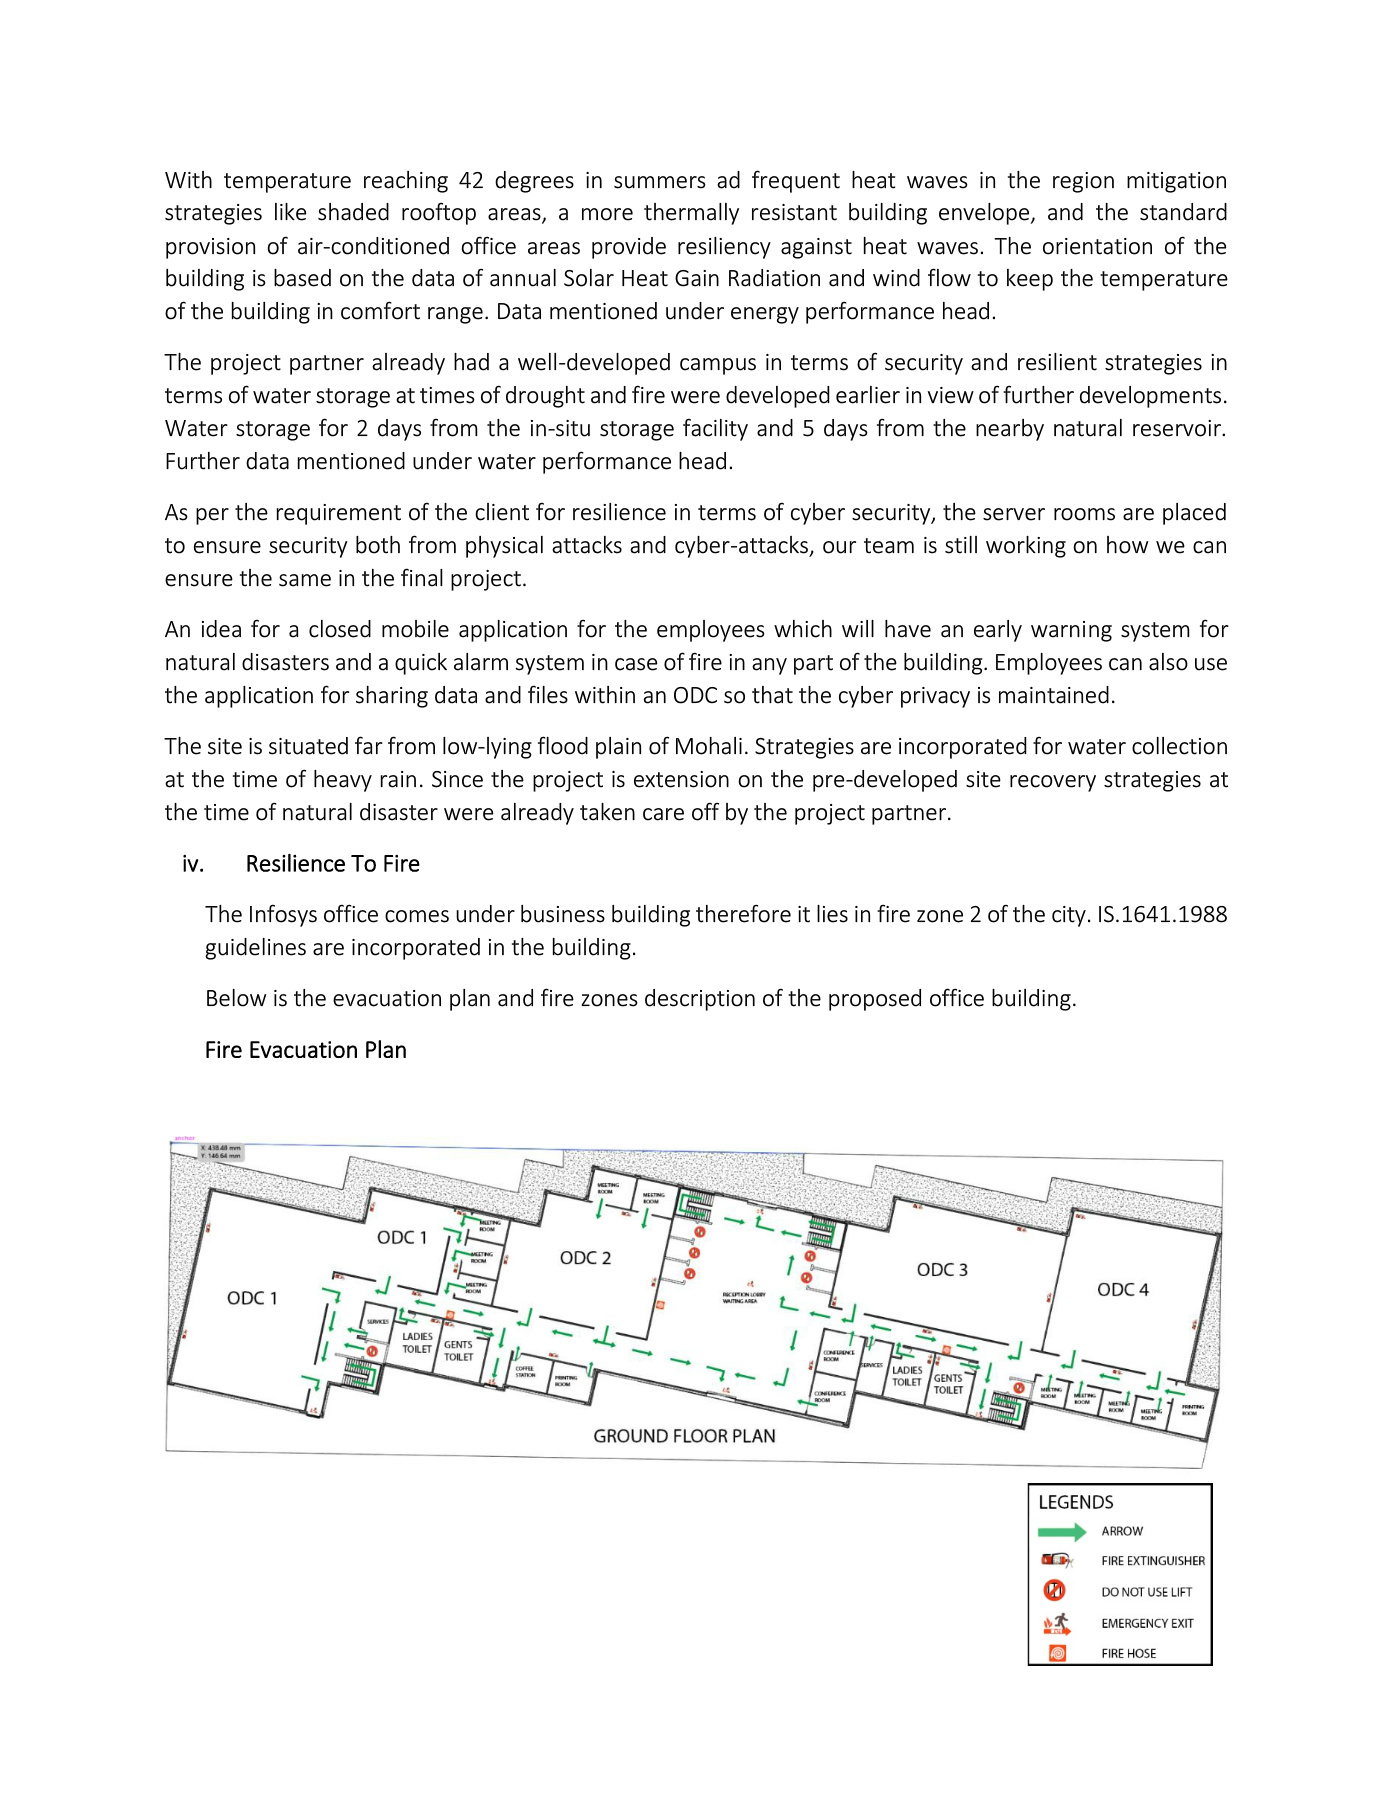 With temperature reaching 42 degrees in summers ad frequent heat waves in the region mitigation
strategies like shaded rooftop areas, a more thermally resistant building envelope, and the standard
provision of air-conditioned office areas provide resiliency against heat waves. The orientation of the
building is based on the data of annual Solar Heat Gain Radiation and wind flow to keep the temperature
of the building in comfort range. Data mentioned under energy performance head.
The project partner already had a well-developed campus in terms of security and resilient strategies in
terms of water storage at times of drought and fire were developed earlier in view of further developments.
Water storage for 2 days from the in-situ storage facility and 5 days from the nearby natural reservoir.
Further data mentioned under water performance head.
As per the requirement of the client for resilience in terms of cyber security, the server rooms are placed
to ensure security both from physical attacks and cyber-attacks, our team is still working on how we can
ensure the same in the final project.
An idea for a closed mobile application for the employees which will have an early warning system for
natural disasters and a quick alarm system in case of fire in any part of the building. Employees can also use
the application for sharing data and files within an ODC so that the cyber privacy is maintained.
The site is situated far from low-lying flood plain of Mohali. Strategies are incorporated for water collection
at the time of heavy rain. Since the project is extension on the pre-developed site recovery strategies at
the time of natural disaster were already taken care off by the project partner.
iv. Resilience To Fire
The Infosys office comes under business building therefore it lies in fire zone 2 of the city. IS.1641.1988
guidelines are incorporated in the building.
Below is the evacuation plan and fire zones description of the proposed office building.
Fire Evacuation Plan
anchor
X: 438.48 mm
Y: 146.64 mm
MEETING
ROOM
MEETING
ROOM
MEETING
ROOM
ODC 1
ODC 2
MEETING
ROOM
ODC 3
MEETING
ROOM
ODC 4
ODC 1
RECEPTION LOBBY
WAITING AREA
SERVICES
LADIES
TOILET
GENTS
TOILET
COFFEE
STATION
PRINTING
ROOM
CONFERENCE
ROOM
SERVICES
LADIES
TOILET
GENTS
TOILET
CONFERENCE
ROOM
MEETING
ROOM
MEETING
ROOM
MEETING
ROOM
MEETING
ROOM
PRINTING
ROOM
GROUND FLOOR PLAN
LEGENDS
ARROW
FIRE EXTINGUISHER
DO NOT USE LIFT
EMERGENCY EXIT
FIRE HOSE